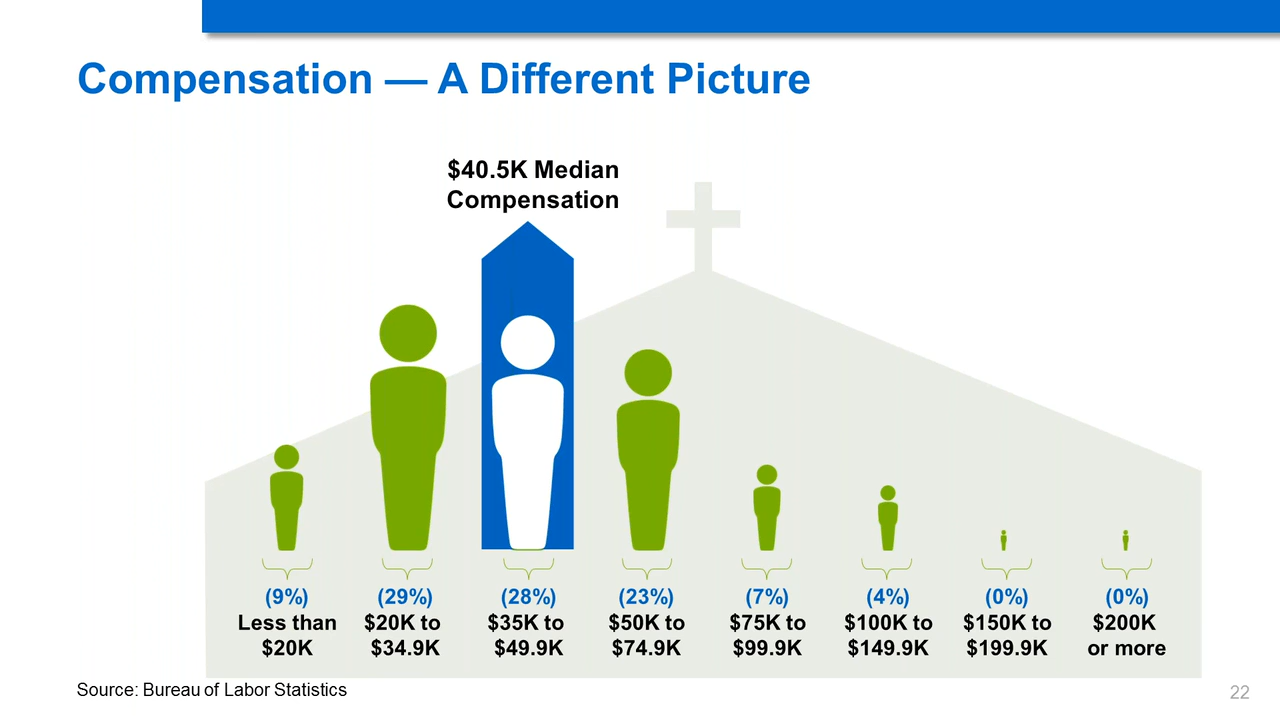 Compensation — A Different Picture
$40.5K Median
Compensation
(9%)
Less than
$20K
(29%)
$20K to
$34.9K
(28%)
$35K to
$49.9K
(23%)
$50K to
$74.9K
(7%)
$75K to
$99.9K
(4%)
$100K to
$149.9K
(0%)
$150K to
$199.9K
(0%)
$200K
or more
Source: Bureau of Labor Statistics
22